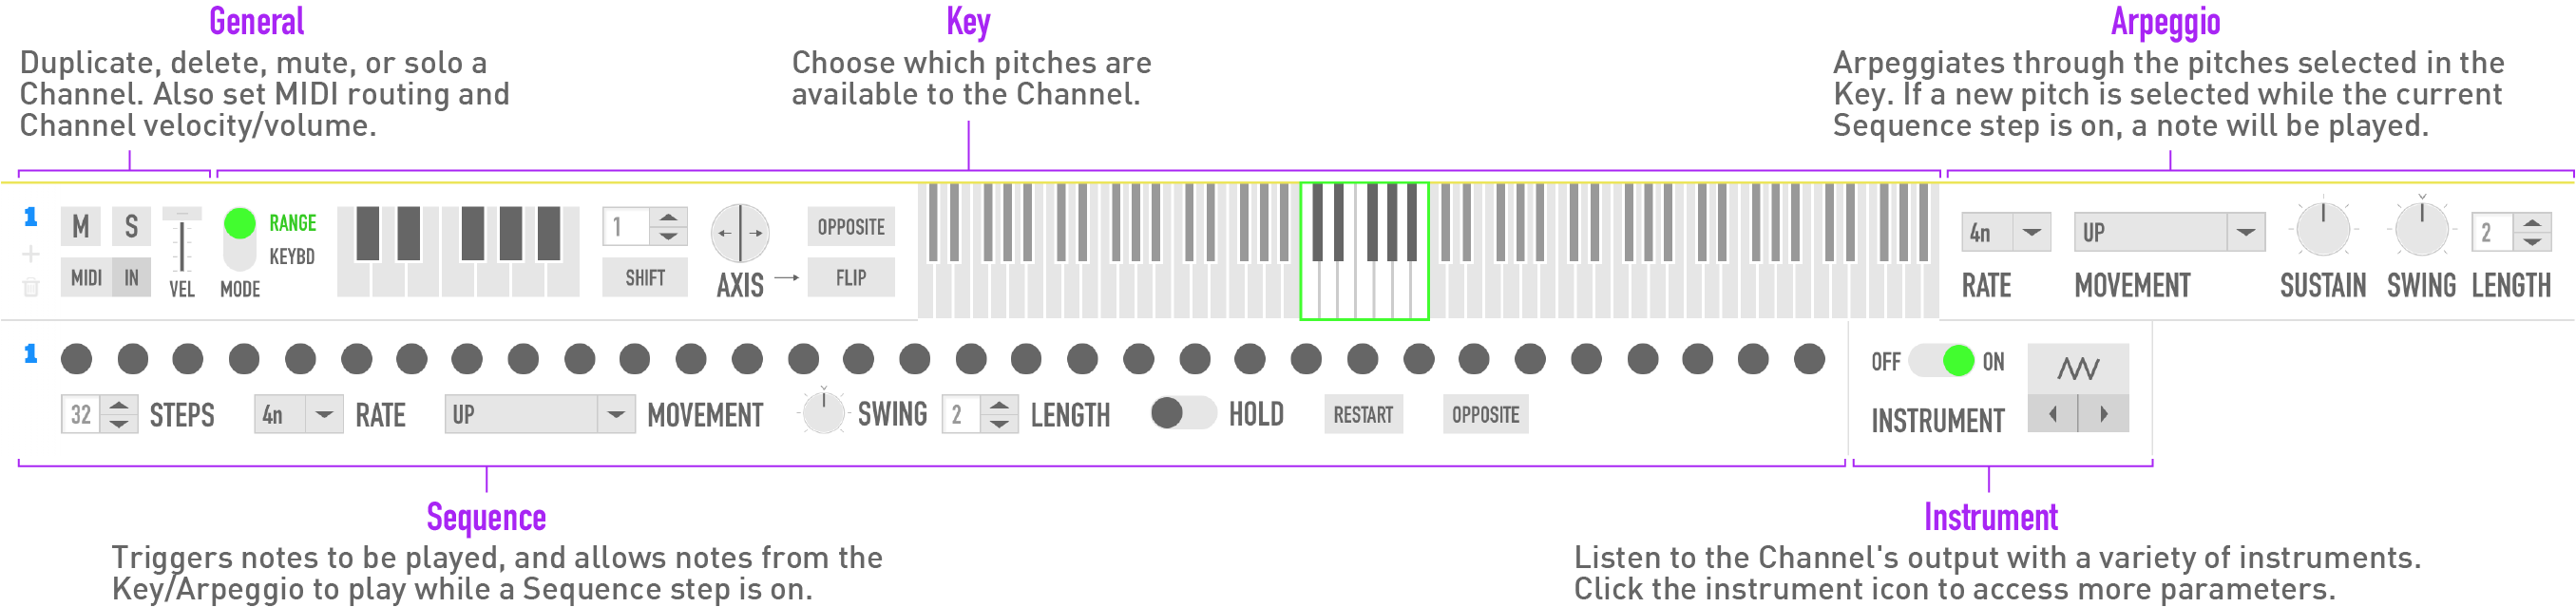 General
Duplicate, delete, mute, or solo a
Channel. Also set MIDI routing and
Channel velocity/volume.
Key
Choose which pitches are
available to the Channel.
Arpeggio
Arpeggiates through the pitches selected in the
Key. If a new pitch is selected while the current
Sequence step is on, a note will be played.
1 M S RANGE 1 OPPOSITE 4n UP 2
KEYBD
MIDI IN VEL MODE SHIFT AXIS FLIP RATE MOVEMENT SUSTAIN SWING LENGTH
1 OFF ON
32 STEPS 4n RATE UP MOVEMENT SWING 2 LENGTH HOLD RESTART OPPOSITE INSTRUMENT
Sequence
Triggers notes to be played, and allows notes from the
Key/Arpeggio to play while a Sequence step is on.
Instrument
Listen to the Channel's output with a variety of instruments.
Click the instrument icon to access more parameters.